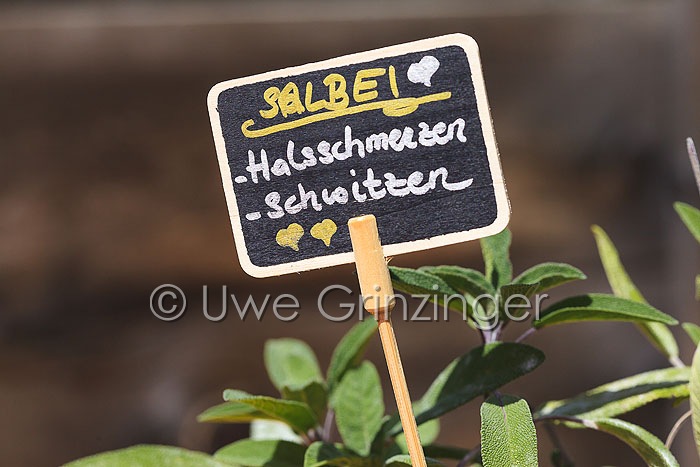 SALBEI
-Halsschmerzen
-Schwitzen
© Uwe Grinzinger